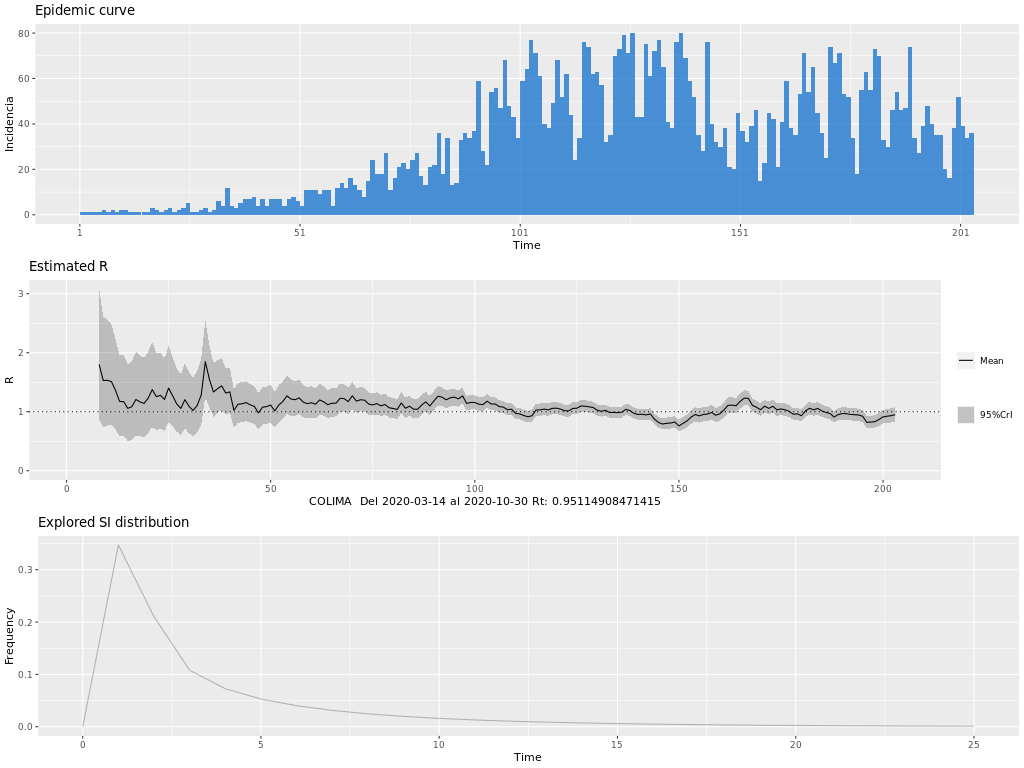 Epidemic curve
80
60
40
20
0
Incidencia
1 51 101 151 201
Time
Estimated R
3
2
1
0
R
Mean
95%CrI
0 50 100 150 200
COLIMA  Del 2020-03-14 al 2020-10-30 Rt: 0.95114908471415
Explored SI distribution
0.3
0.2
0.1
0.0
Frequency
0 5 10 15 20 25
Time